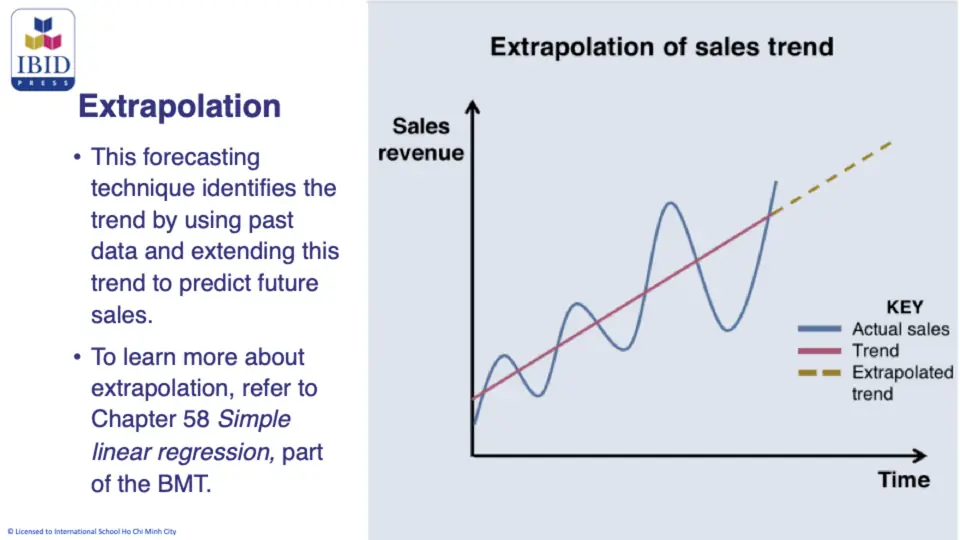 IBID
PRESS
Extrapolation
• This forecasting
technique identifies the
trend by using past
data and extending this
trend to predict future
sales.
• To learn more about
extrapolation, refer to
Chapter 58 Simple
linear regression, part
of the BMT.
© Licensed to International School Ho Chi Minh City
Extrapolation of sales trend
Sales
revenue
KEY
Actual sales
Trend
Extrapolated
trend
Time